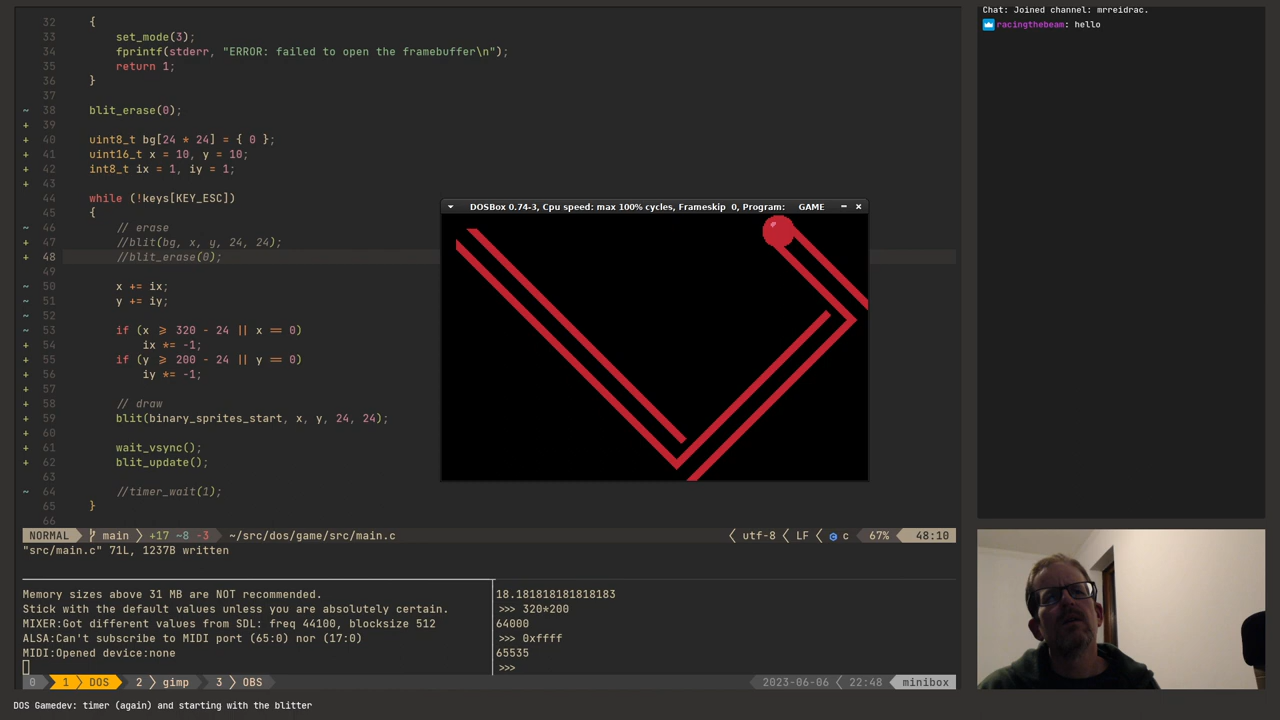 32 {
33 set_mode(3);
34 fprintf(stderr, "ERROR: failed to open the framebuffer\n");
35 return 1;
36 }
37
~ 38 blit_erase(0);
+ 39
+ 40 uint8_t bg[24 * 24] = { 0 };
+ 41 uint16_t x = 10, y = 10;
+ 42 int8_t ix = 1, iy = 1;
+ 43
44 while (!keys[KEY_ESC])
45 {
~ 46 // erase
+ 47 //blit(bg, x, y, 24, 24);
+ 48 //blit_erase(0);
49
~ 50 x += ix;
~ 51 y += iy;
~ 52
~ 53 if (x ≥ 320 - 24 || x == 0)
+ 54 ix *= -1;
+ 55 if (y ≥ 200 - 24 || y == 0)
+ 56 iy *= -1;
+ 57
+ 58 // draw
+ 59 blit(binary_sprites_start, x, y, 24, 24);
+ 60
+ 61 wait_vsync();
+ 62 blit_update();
63
~ 64 //timer_wait(1);
65 }
66
NORMAL main +17 ~8 -3 ~/src/dos/game/src/main.c utf-8 LF c 67% 48:10
"src/main.c" 71L, 1237B written
DOSBox 0.74-3, Cpu speed: max 100% cycles, Frameskip 0, Program: GAME
Memory sizes above 31 MB are NOT recommended.
Stick with the default values unless you are absolutely certain.
MIXER:Got different values from SDL: freq 44100, blocksize 512
ALSA:Can't subscribe to MIDI port (65:0) nor (17:0)
MIDI:Opened device:none
18.181818181818183
>>> 320*200
64000
>>> 0xffff
65535
>>>
0 1 DOS 2 gimp 3 OBS 2023-06-06 22:48 minibox
DOS Gamedev: timer (again) and starting with the blitter
Chat: Joined channel: mrreidrac.
racingthebeam: hello